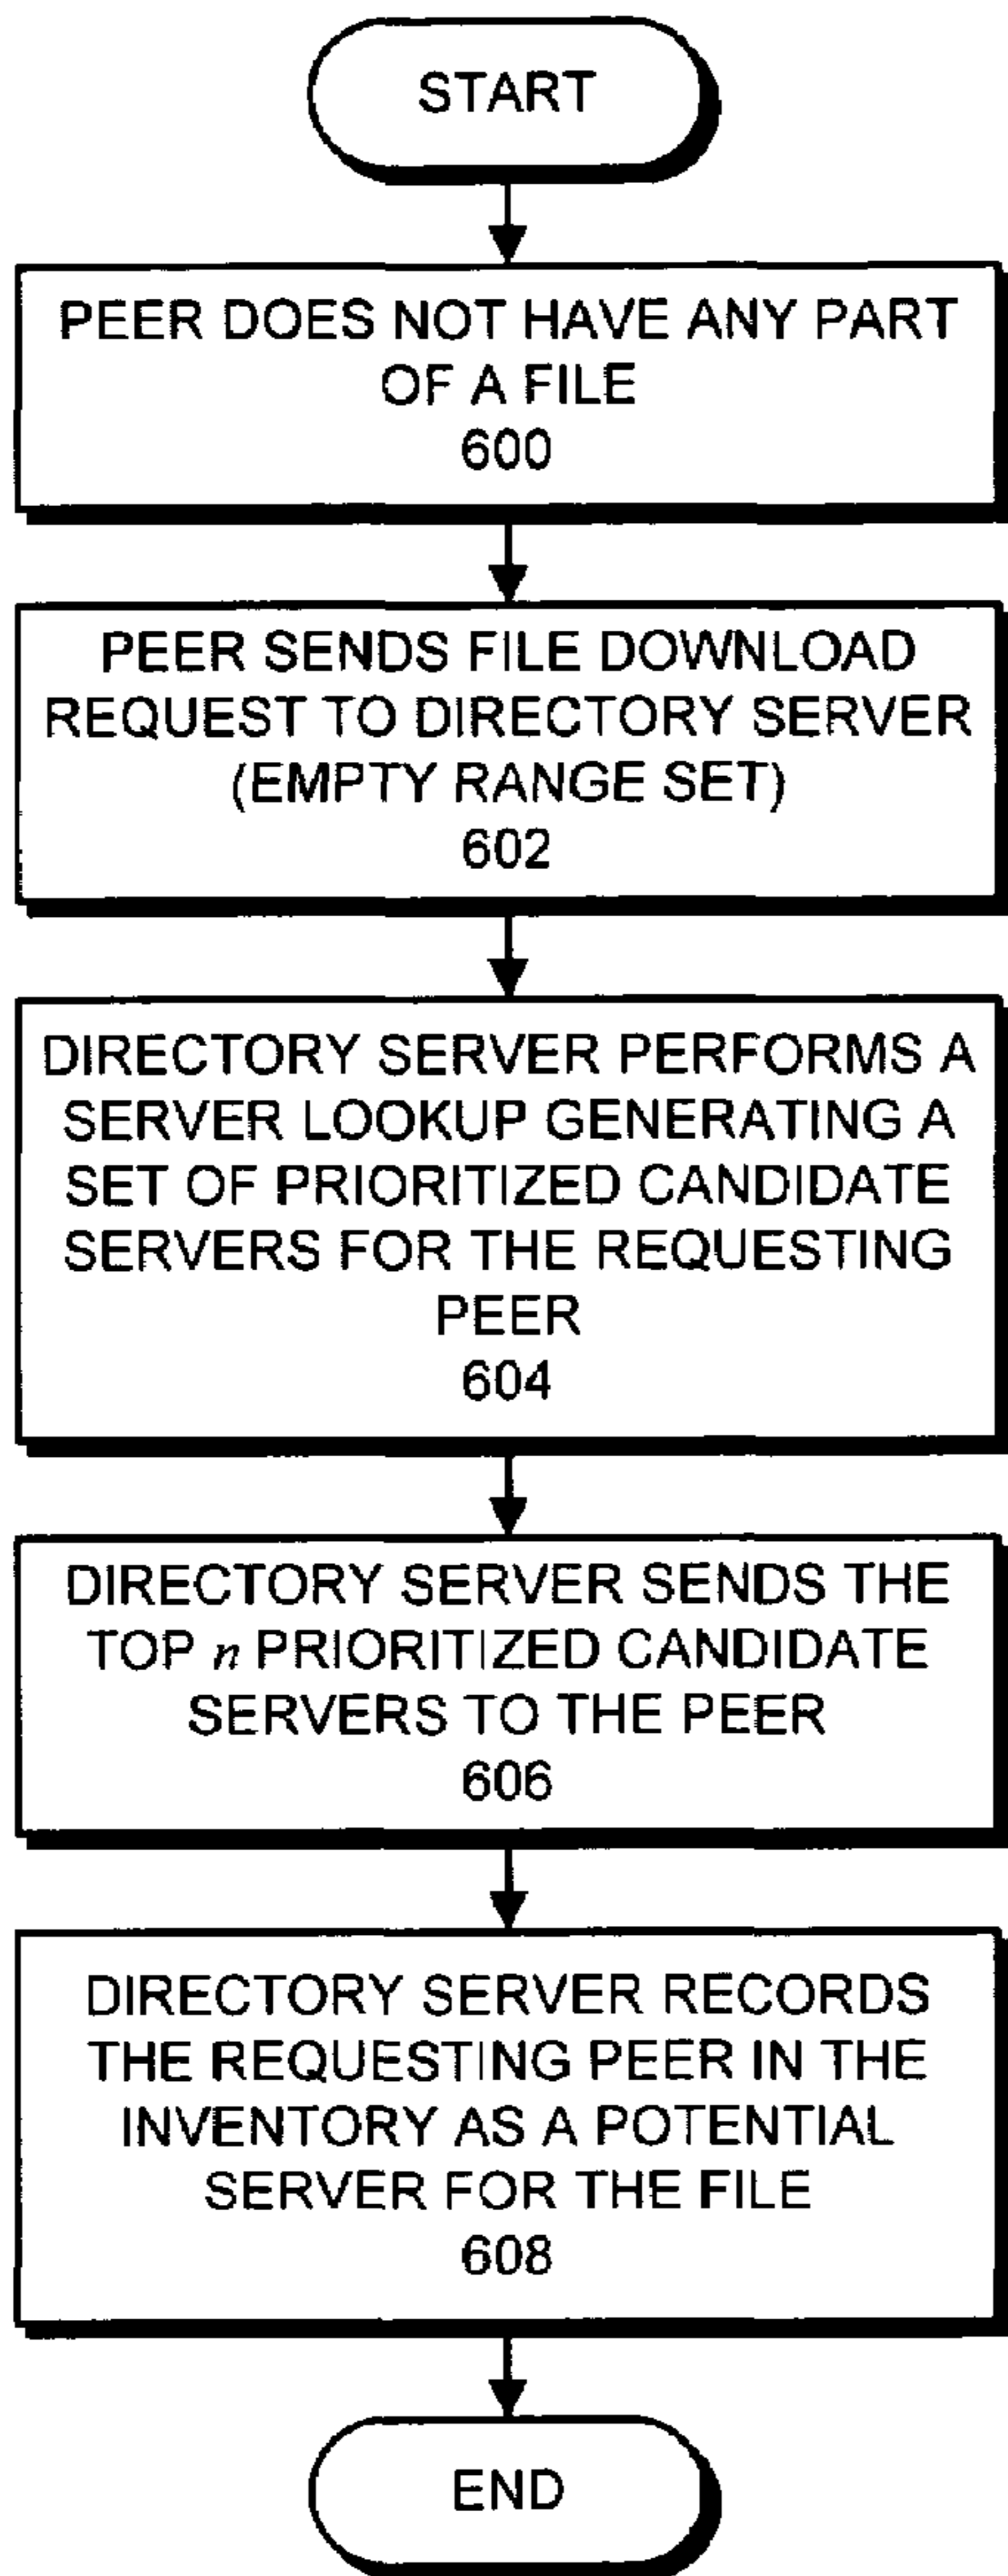 START
PEER DOES NOT HAVE ANY PART
OF A FILE
600
PEER SENDS FILE DOWNLOAD
REQUEST TO DIRECTORY SERVER
(EMPTY RANGE SET)
602
DIRECTORY SERVER PERFORMS A
SERVER LOOKUP GENERATING A
SET OF PRIORITIZED CANDIDATE
SERVERS FOR THE REQUESTING
PEER
604
DIRECTORY SERVER SENDS THE
TOP n PRIORITIZED CANDIDATE
SERVERS TO THE PEER
606
DIRECTORY SERVER RECORDS
THE REQUESTING PEER IN THE
INVENTORY AS A POTENTIAL
SERVER FOR THE FILE
608
END